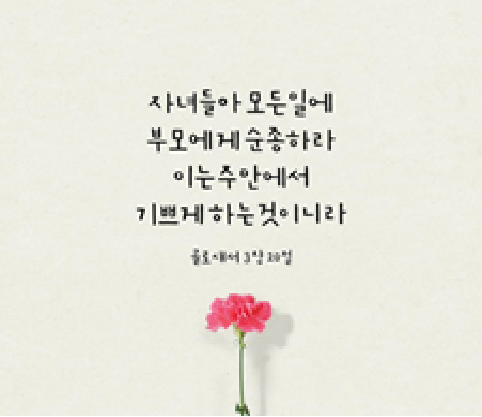 자녀들아 모든일에
부모에게 순종하라
이는주안에서
기쁘게하는것이니라
골로새서 3장 20절